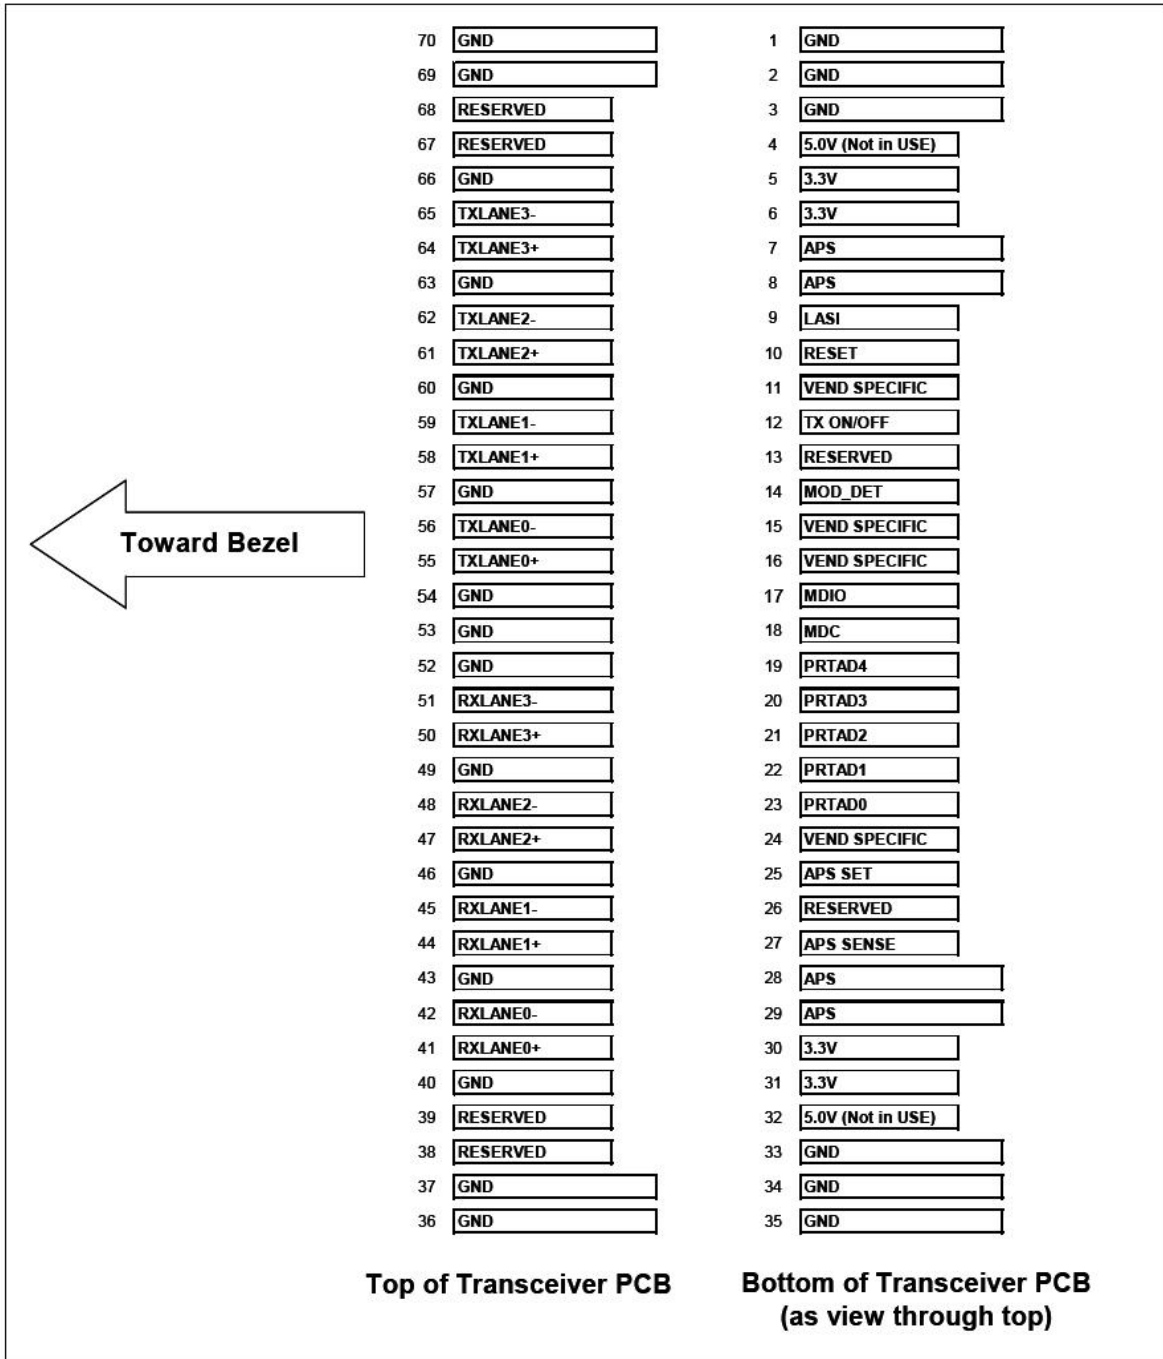 70 GND
69 GND
68 RESERVED
67 RESERVED
66 GND
65 TXLANE3-
64 TXLANE3+
63 GND
62 TXLANE2-
61 TXLANE2+
60 GND
59 TXLANE1-
58 TXLANE1+
57 GND
56 TXLANE0-
55 TXLANE0+
54 GND
53 GND
52 GND
51 RXLANE3-
50 RXLANE3+
49 GND
48 RXLANE2-
47 RXLANE2+
46 GND
45 RXLANE1-
44 RXLANE1+
43 GND
42 RXLANE0-
41 RXLANE0+
40 GND
39 RESERVED
38 RESERVED
37 GND
36 GND
Top of Transceiver PCB
1 GND
2 GND
3 GND
4 5.0V (Not in USE)
5 3.3V
6 3.3V
7 APS
8 APS
9 LASI
10 RESET
11 VEND SPECIFIC
12 TX ON/OFF
13 RESERVED
14 MOD_DET
15 VEND SPECIFIC
16 VEND SPECIFIC
17 MDIO
18 MDC
19 PRTAD4
20 PRTAD3
21 PRTAD2
22 PRTAD1
23 PRTAD0
24 VEND SPECIFIC
25 APS SET
26 RESERVED
27 APS SENSE
28 APS
29 APS
30 3.3V
31 3.3V
32 5.0V (Not in USE)
33 GND
34 GND
35 GND
Bottom of Transceiver PCB
(as view through top)
Toward Bezel